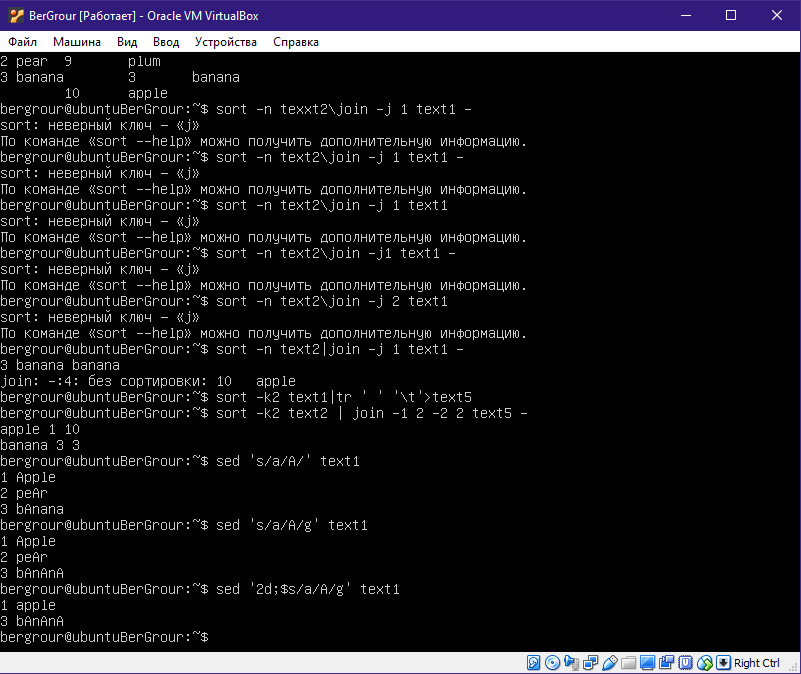 BerGrour [Работает] - Oracle VM VirtualBox
Файл Машина Вид Ввод Устройства Справка
2 pear  9       plum
3 banana        3       banana
        10      apple
bergrour@ubuntuBerGrour:~$ sort -n texxt2\join -j 1 text1 -
sort: неверный ключ — «j»
По команде «sort --help» можно получить дополнительную информацию.
bergrour@ubuntuBerGrour:~$ sort -n text2\join -j 1 text1 -
sort: неверный ключ — «j»
По команде «sort --help» можно получить дополнительную информацию.
bergrour@ubuntuBerGrour:~$ sort -n text2\join -j 1 text1
sort: неверный ключ — «j»
По команде «sort --help» можно получить дополнительную информацию.
bergrour@ubuntuBerGrour:~$ sort -n text2\join -j1 text1 -
sort: неверный ключ — «j»
По команде «sort --help» можно получить дополнительную информацию.
bergrour@ubuntuBerGrour:~$ sort -n text2\join -j 2 text1
sort: неверный ключ — «j»
По команде «sort --help» можно получить дополнительную информацию.
bergrour@ubuntuBerGrour:~$ sort -n text2|join -j 1 text1 -
3 banana banana
join: -:4: без сортировки: 10   apple
bergrour@ubuntuBerGrour:~$ sort -k2 text1|tr ' ' '\t'>text5
bergrour@ubuntuBerGrour:~$ sort -k2 text2 | join -1 2 -2 2 text5 -
apple 1 10
banana 3 3
bergrour@ubuntuBerGrour:~$ sed 's/a/A/' text1
1 Apple
2 peAr
3 bAnana
bergrour@ubuntuBerGrour:~$ sed 's/a/A/g' text1
1 Apple
2 peAr
3 bAnAnA
bergrour@ubuntuBerGrour:~$ sed '2d;$s/a/A/g' text1
1 apple
3 bAnAnA
bergrour@ubuntuBerGrour:~$
Right Ctrl